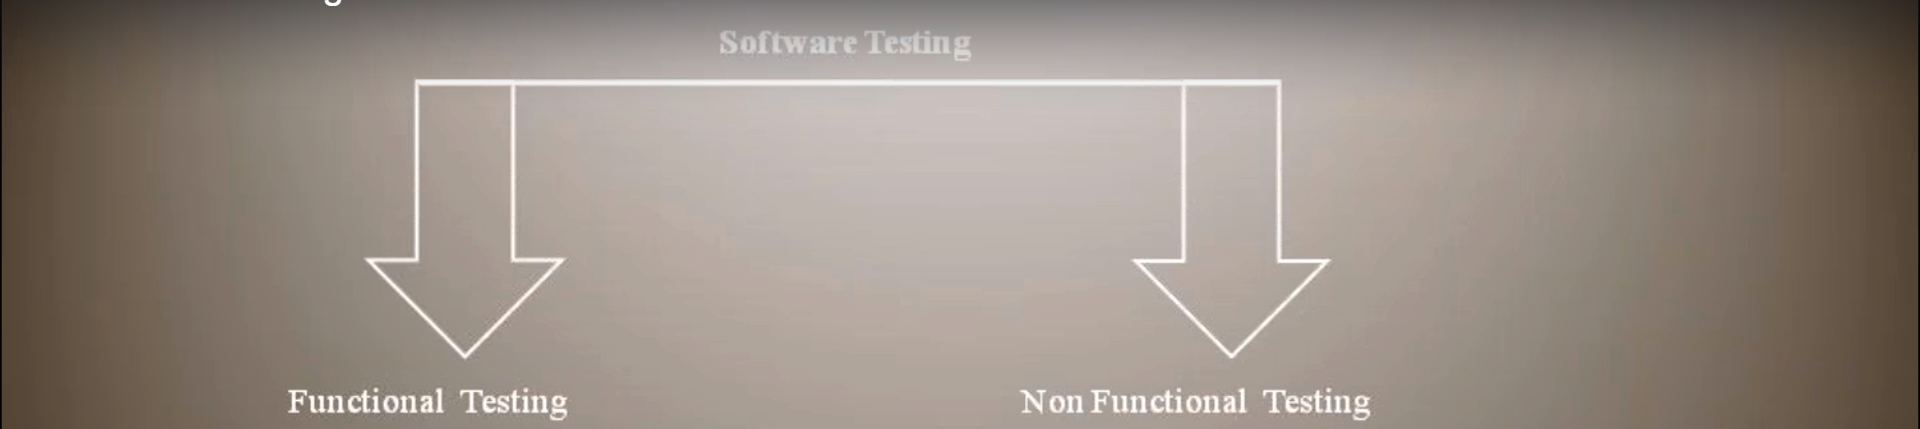 Software Testing
Functional Testing
Non Functional Testing